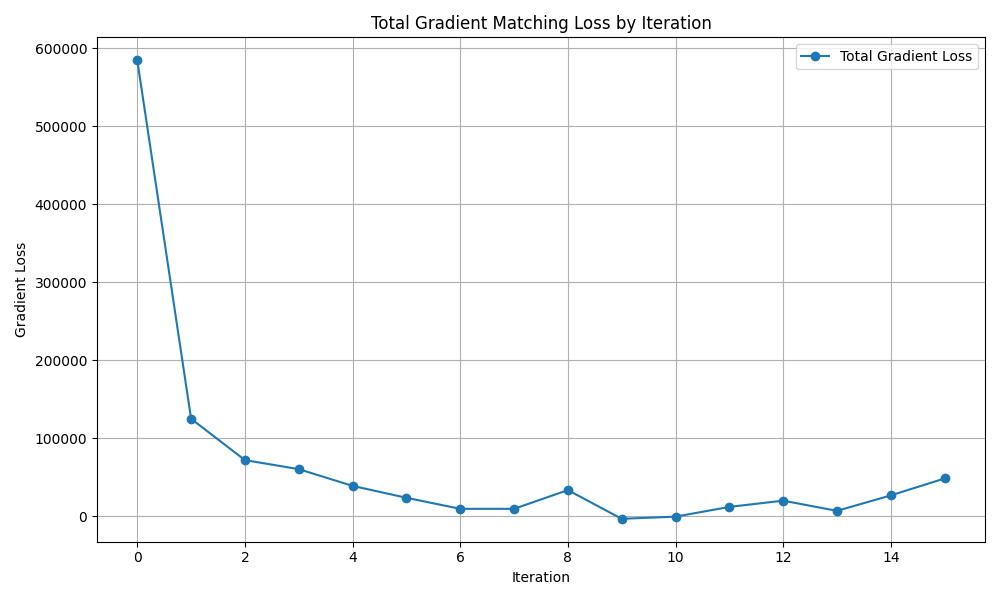 Total Gradient Matching Loss by Iteration
Total Gradient Loss
Gradient Loss
600000
500000
400000
300000
200000
100000
0
0 2 4 6 8 10 12 14
Iteration